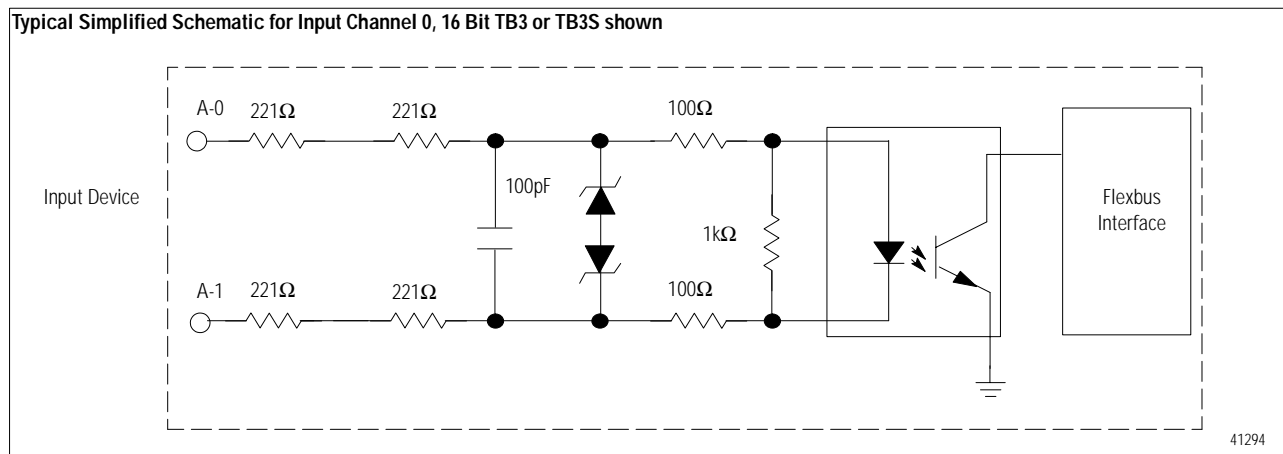 Typical Simplified Schematic for Input Channel 0, 16 Bit TB3 or TB3S shown
A-0
221Ω
221Ω
100Ω
100pF
Input Device
1kΩ
Flexbus
Interface
A-1
221Ω
221Ω
100Ω
41294